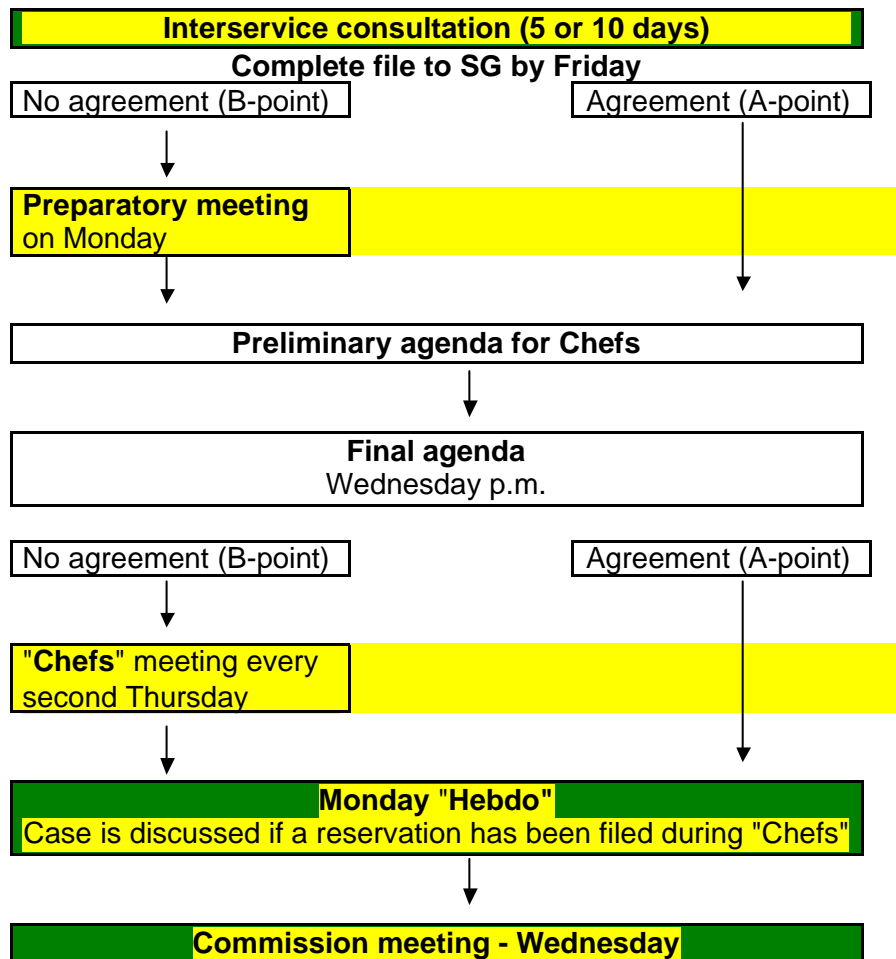 Interservice consultation (5 or 10 days)
Complete file to SG by Friday
No agreement (B-point)
Agreement (A-point)
Preparatory meeting
on Monday
Preliminary agenda for Chefs
Final agenda
Wednesday p.m.
No agreement (B-point)
Agreement (A-point)
"Chefs" meeting every
second Thursday
Monday "Hebdo"
Case is discussed if a reservation has been filed during "Chefs"
Commission meeting - Wednesday